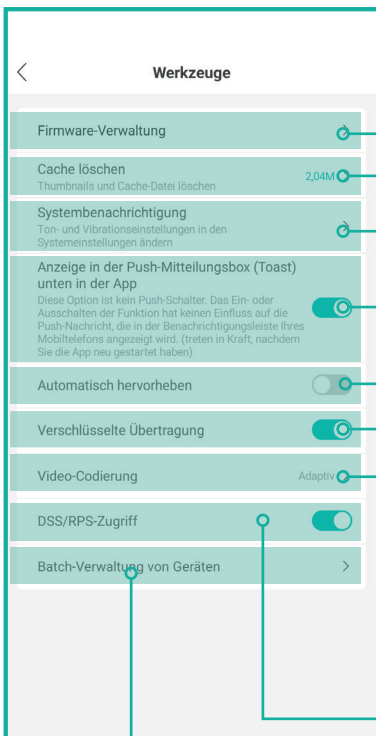 Werkzeuge
Firmware-Verwaltung
Cache löschen
2,04M
Thumbnails und Cache-Datei löschen
Systembenachrichtigung
Ton- und Vibrationseinstellungen in den
Systemeinstellungen ändern
Anzeige in der Push-Mitteilungsbox (Toast)
unten in der App
Diese Option ist kein Push-Schalter. Das Ein- oder
Ausschalten der Funktion hat keinen Einfluss auf die
Push-Nachricht, die in der Benachrichtigungsleiste Ihres
Mobiltelefons angezeigt wird. (treten in Kraft, nachdem
Sie die App neu gestartet haben)
Automatisch hervorheben
Verschlüsselte Übertragung
Video-Codierung
Adaptiv
DSS/RPS-Zugriff
Batch-Verwaltung von Geräten